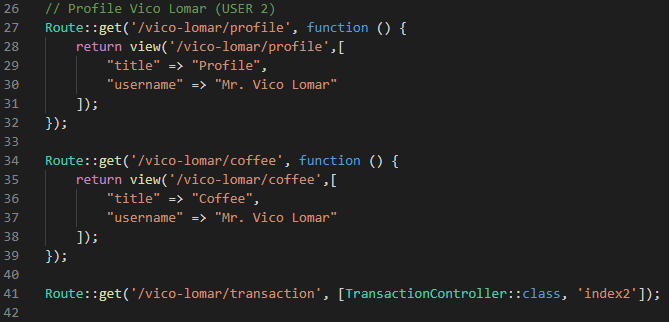 26 // Profile Vico Lomar (USER 2)
27 Route::get('/vico-lomar/profile', function () {
28     return view('/vico-lomar/profile',[
29         "title" => "Profile",
30         "username" => "Mr. Vico Lomar"
31     ]);
32 });
33
34 Route::get('/vico-lomar/coffee', function () {
35     return view('/vico-lomar/coffee',[
36         "title" => "Coffee",
37         "username" => "Mr. Vico Lomar"
38     ]);
39 });
40
41 Route::get('/vico-lomar/transaction', [TransactionController::class, 'index2']);
42